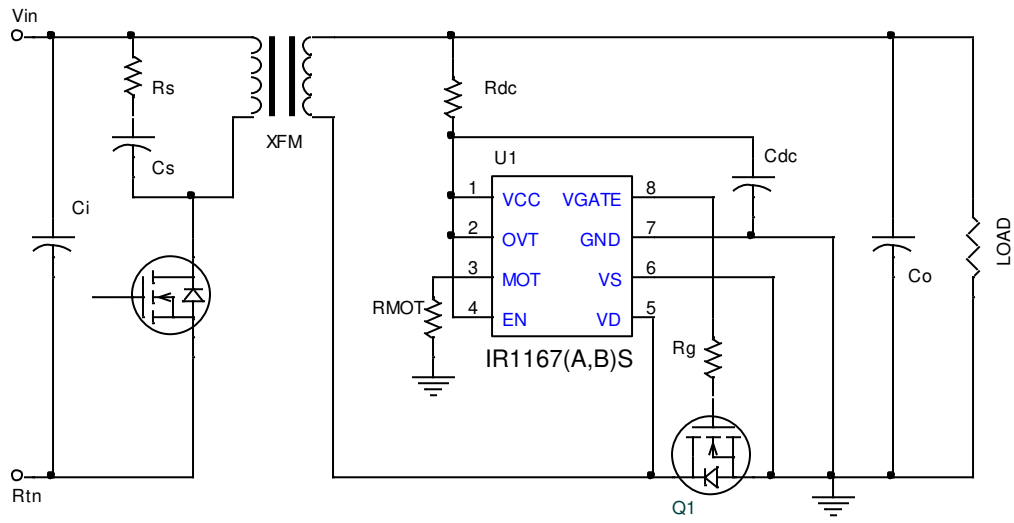 Vin
Rs
Cs
Ci
Rtn
XFM
Rdc
Cdc
U1
1 VCC VGATE 8
2 OVT GND 7
3 MOT VS 6
4 EN VD 5
RMOT
IR1167(A,B)S
Rg
Q1
Co
LOAD